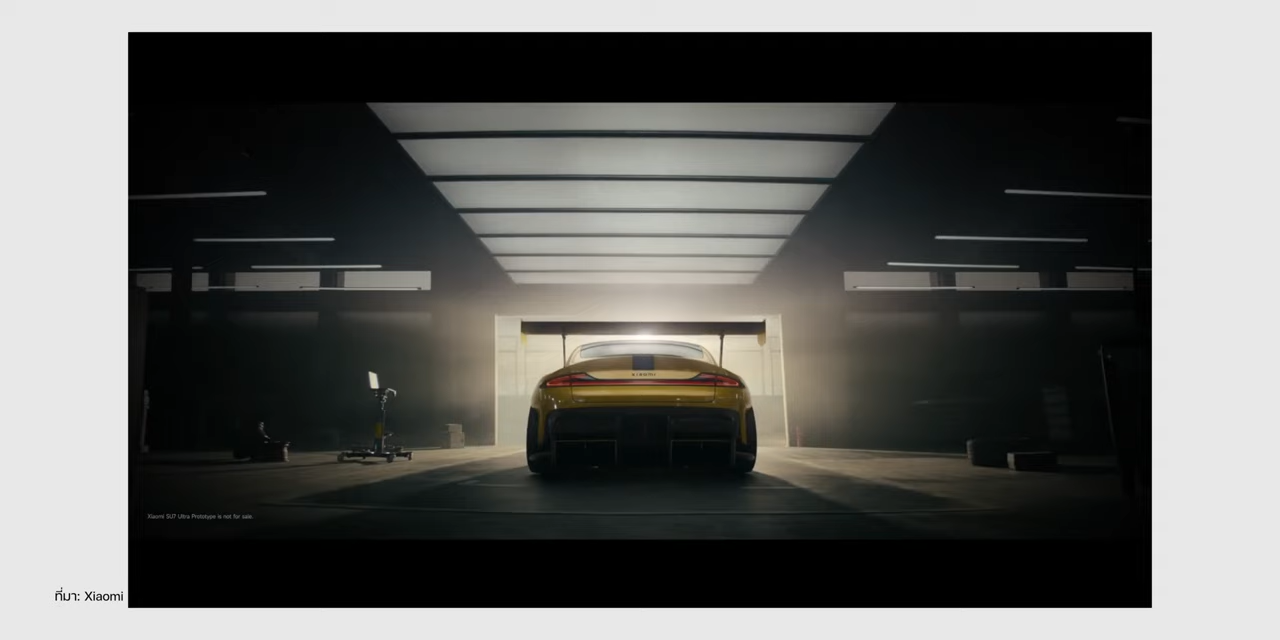 XIAOMI
Xiaomi SU7 Ultra Prototype is not for sale.
ที่มา: Xiaomi